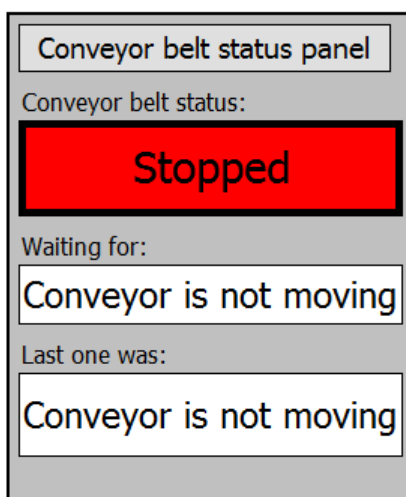 Conveyor belt status panel
Conveyor belt status:
Stopped
Waiting for:
Conveyor is not moving
Last one was:
Conveyor is not moving